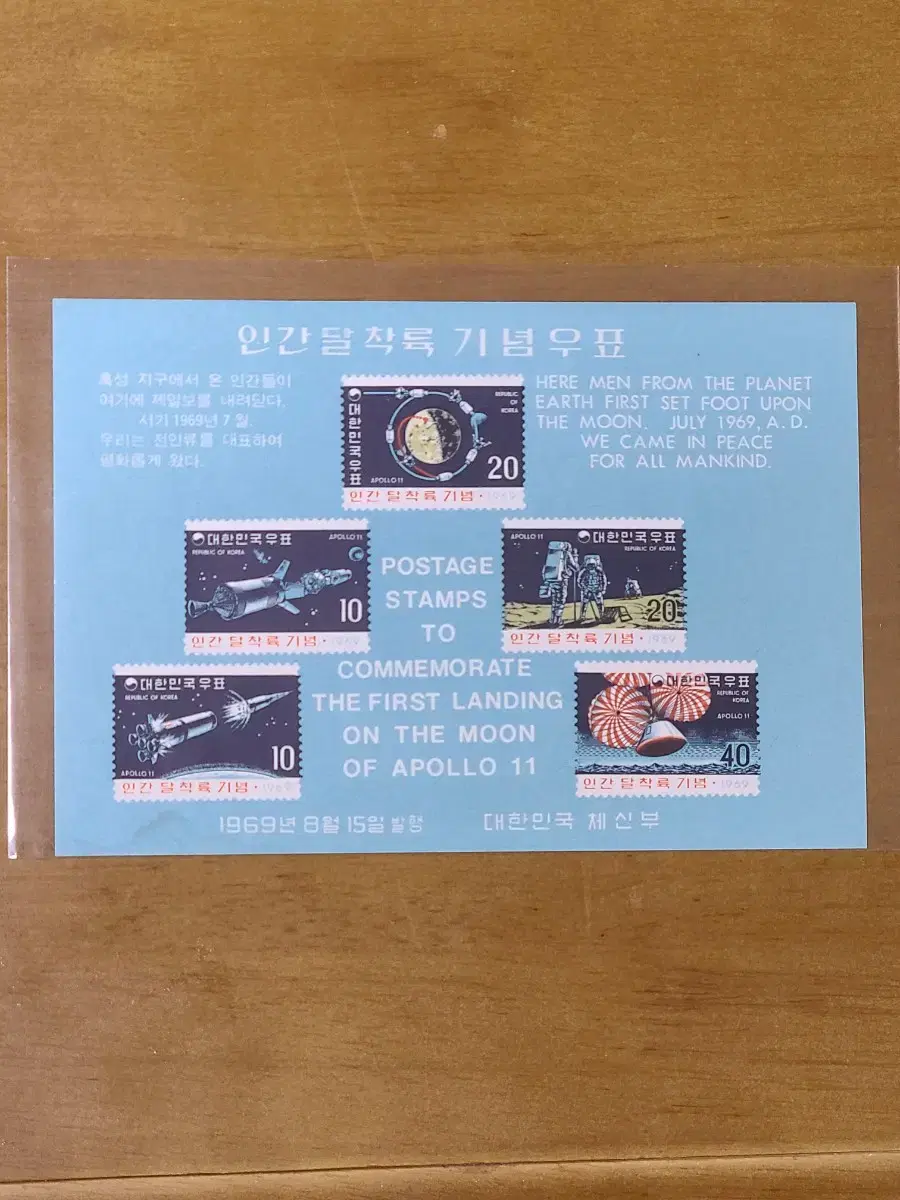 인간달착륙 기념우표
혹성 지구에서 온 인간들이
여기에 제일보를 내려딛다.
서기 1969년 7월.
우리는 전인류를 대표하여
평화롭게 왔다.
HERE MEN FROM THE PLANET
EARTH FIRST SET FOOT UPON
THE MOON. JULY 1969, A.D.
WE CAME IN PEACE
FOR ALL MANKIND.
대한민국우표
REPUBLIC
OF
KOREA
APOLLO 11
20
인간 달 착륙 기념·1969
대한민국우표
REPUBLIC OF KOREA
APOLLO 11
10
인간 달 착륙 기념·1969
APOLLO 11
대한민국우표
REPUBLIC OF KOREA
20
인간 달 착륙 기념·1969
POSTAGE
STAMPS
TO
COMMEMORATE
THE FIRST LANDING
ON THE MOON
OF APOLLO 11
대한민국우표
REPUBLIC OF KOREA
APOLLO 11
10
인간 달 착륙 기념·1969
대한민국우표
REPUBLIC OF KOREA
APOLLO 11
40
인간 달 착륙 기념·1969
1969년 8월 15일 발행 대한민국 체신부